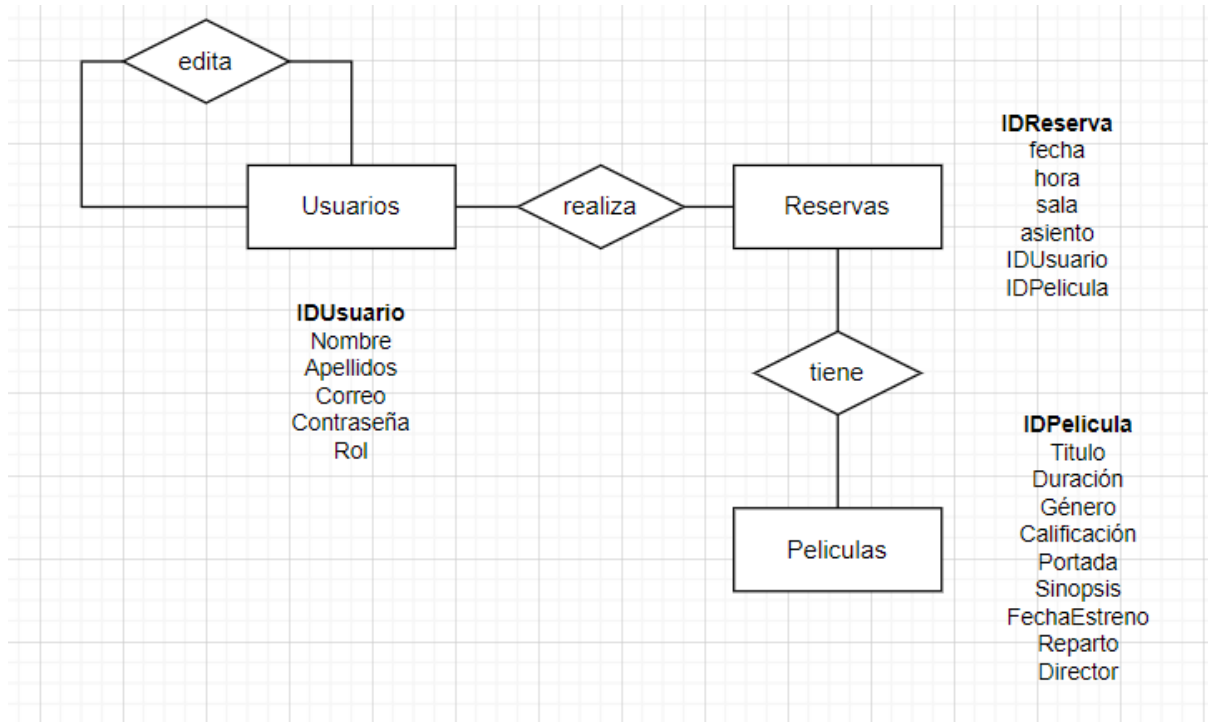 edita
Usuarios
realiza
Reservas
IDReserva
fecha
hora
sala
asiento
IDUsuario
IDPelicula
IDUsuario
Nombre
Apellidos
Correo
Contraseña
Rol
tiene
Peliculas
IDPelicula
Titulo
Duración
Género
Calificación
Portada
Sinopsis
FechaEstreno
Reparto
Director